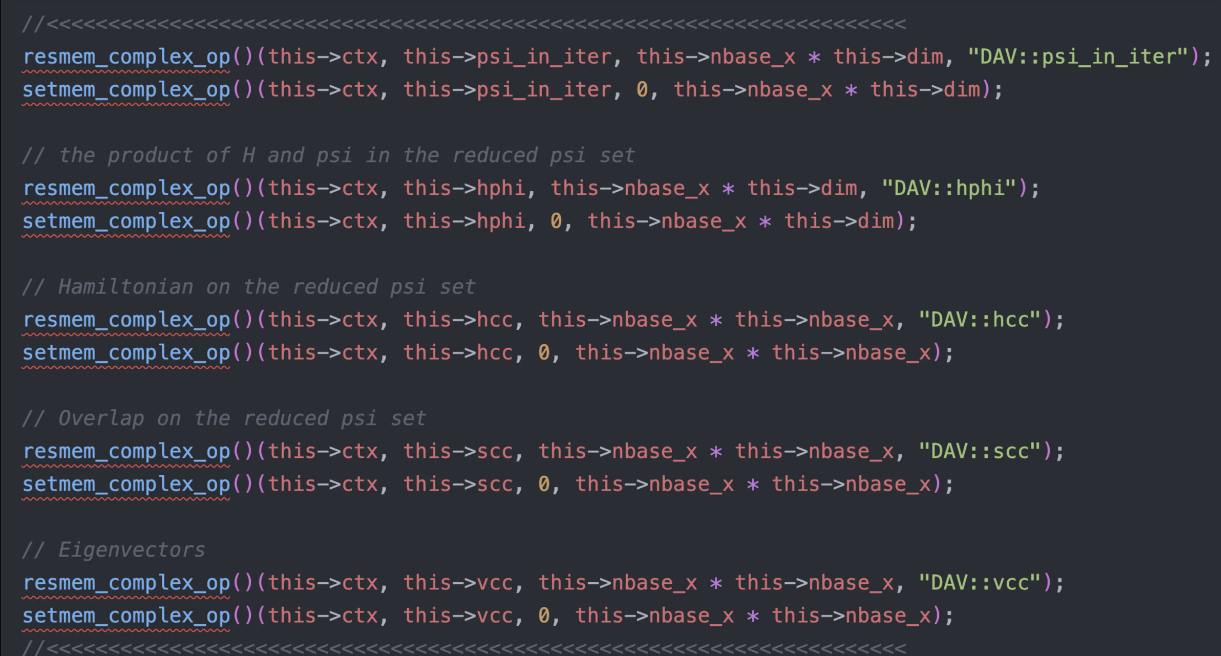 //<<<<<<<<<<<<<<<<<<<<<<<<<<<<<<<<<<<<<<<<<<<<<<<<<<<<<<<<<<<<<<<<<<<<<<
resmem_complex_op()(this->ctx, this->psi_in_iter, this->nbase_x * this->dim, "DAV::psi_in_iter");
setmem_complex_op()(this->ctx, this->psi_in_iter, 0, this->nbase_x * this->dim);
// the product of H and psi in the reduced psi set
resmem_complex_op()(this->ctx, this->hphi, this->nbase_x * this->dim, "DAV::hphi");
setmem_complex_op()(this->ctx, this->hphi, 0, this->nbase_x * this->dim);
// Hamiltonian on the reduced psi set
resmem_complex_op()(this->ctx, this->hcc, this->nbase_x * this->nbase_x, "DAV::hcc");
setmem_complex_op()(this->ctx, this->hcc, 0, this->nbase_x * this->nbase_x);
// Overlap on the reduced psi set
resmem_complex_op()(this->ctx, this->scc, this->nbase_x * this->nbase_x, "DAV::scc");
setmem_complex_op()(this->ctx, this->scc, 0, this->nbase_x * this->nbase_x);
// Eigenvectors
resmem_complex_op()(this->ctx, this->vcc, this->nbase_x * this->nbase_x, "DAV::vcc");
setmem_complex_op()(this->ctx, this->vcc, 0, this->nbase_x * this->nbase_x);
//<<<<<<<<<<<<<<<<<<<<<<<<<<<<<<<<<<<<<<<<<<<<<<<<<<<<<<<<<<<<<<<<<<<<<<